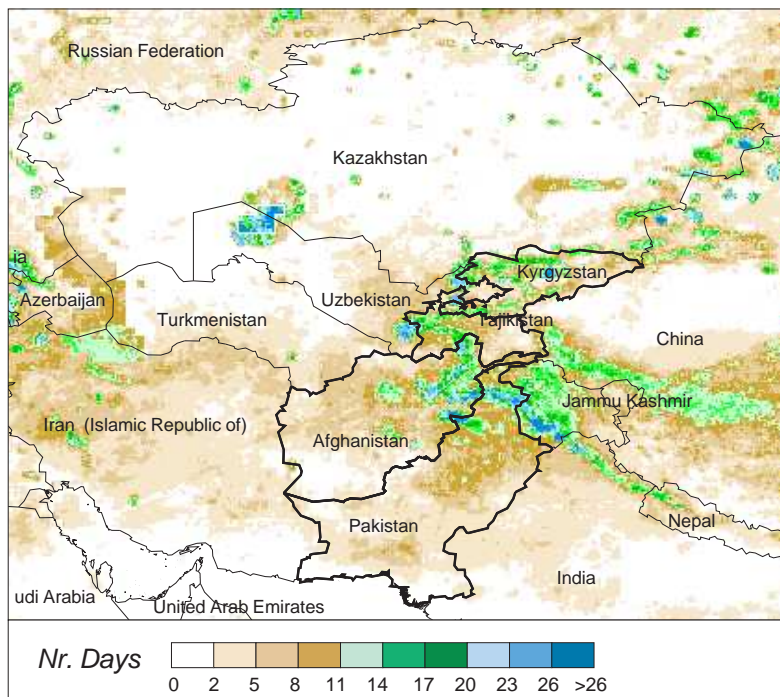 Russian Federation
Kazakhstan
ia
Kyrgyzstan
Azerbaijan
Uzbekistan
Turkmenistan
Tajikistan
China
Jammu Kashmir
Iran (Islamic Republic of)
Afghanistan
Pakistan
Nepal
India
udi Arabia
United Arab Emirates
Nr. Days
0 2 5 8 11 14 17 20 23 26 >26